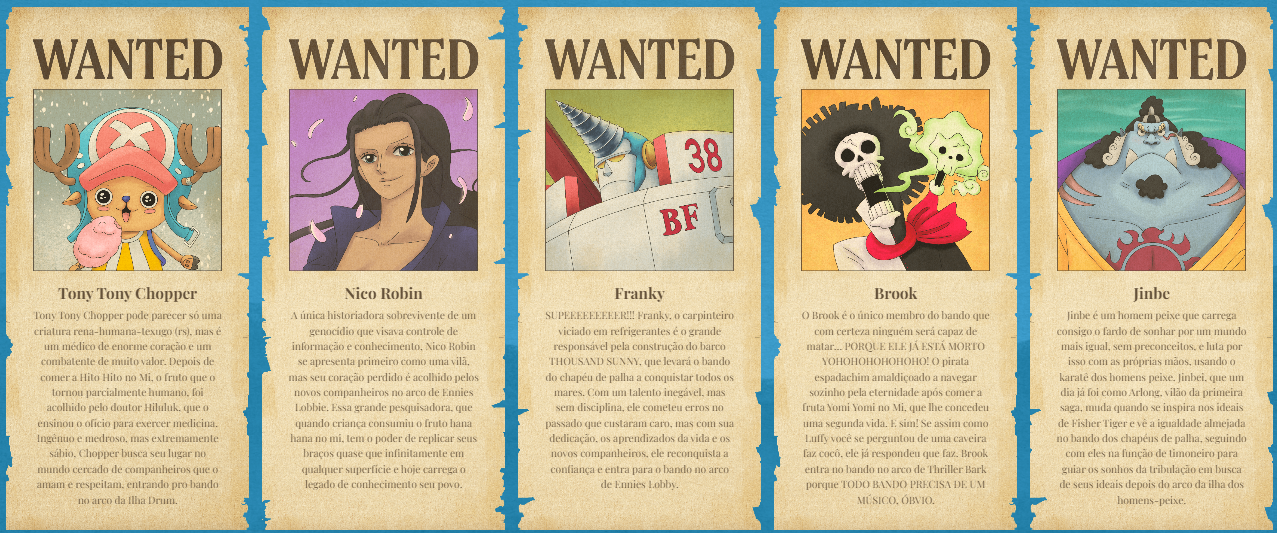 WANTED
Tony Tony Chopper
Tony Tony Chopper pode parecer só uma
criatura rena-humana-texugo (rs), mas é
um médico de enorme coração e um
combatente de muito valor. Depois de
comer a Hito Hito no Mi, o fruto que o
tornou parcialmente humano, foi
acolhido pelo doutor Hiluluk, que o
ensinou o ofício para exercer medicina.
Ingênuo e medroso, mas extremamente
sábio, Chopper busca seu lugar no
mundo cercado de companheiros que o
amam e respeitam, entrando pro bando
no arco da Ilha Drum.
WANTED
Nico Robin
A única historiadora sobrevivente de um
genocídio que visava controle de
informação e conhecimento, Nico Robin
se apresenta primeiro como uma vilã,
mas seu coração perdido é acolhido pelos
novos companheiros no arco de Ennies
Lobbie. Essa grande pesquisadora, que
quando criança consumiu o fruto hana
hana no mi, tem o poder de replicar seus
braços quase que infinitamente em
qualquer superfície e hoje carrega o
legado de conhecimento seu povo.
WANTED
38
BF
Franky
SUPEEEEEEEER!!! Franky, o carpinteiro
viciado em refrigerantes é o grande
responsável pela construção do barco
THOUSAND SUNNY, que levará o bando
do chapéu de palha a conquistar todos os
mares. Com um talento inegável, mas
sem disciplina, ele cometeu erros no
passado que custaram caro, mas com sua
dedicação, os aprendizados da vida e os
novos companheiros, ele reconquista a
confiança e entra para o bando no arco
de Ennies Lobby.
WANTED
Brook
O Brook é o único membro do bando que
com certeza ninguém será capaz de
matar... PORQUE ELE JÁ ESTÁ MORTO
YOHOHOHOHOHOHO! O pirata
espadachim amaldiçoado a navegar
sozinho pela eternidade após comer a
fruta Yomi Yomi no Mi, que lhe concedeu
uma segunda vida. E sim! Se assim como
Luffy você se perguntou de uma caveira
faz cocô, ele já respondeu que faz. Brook
entra no bando no arco de Thriller Bark
porque TODO BANDO PRECISA DE UM
MÚSICO, ÓBVIO.
WANTED
Jinbe
Jinbe é um homem peixe que carrega
consigo o fardo de sonhar por um mundo
mais igual, sem preconceitos, e luta por
isso com as próprias mãos, usando o
karatê dos homens peixe. Jinbei, que um
dia já foi como Arlong, vilão da primeira
saga, muda quando se inspira nos ideais
de Fisher Tiger e vê a igualdade almejada
no bando dos chapéus de palha, seguindo
com eles na função de timoneiro para
guiar os sonhos da tribulação em busca
de seus ideais depois do arco da ilha dos
homens-peixe.